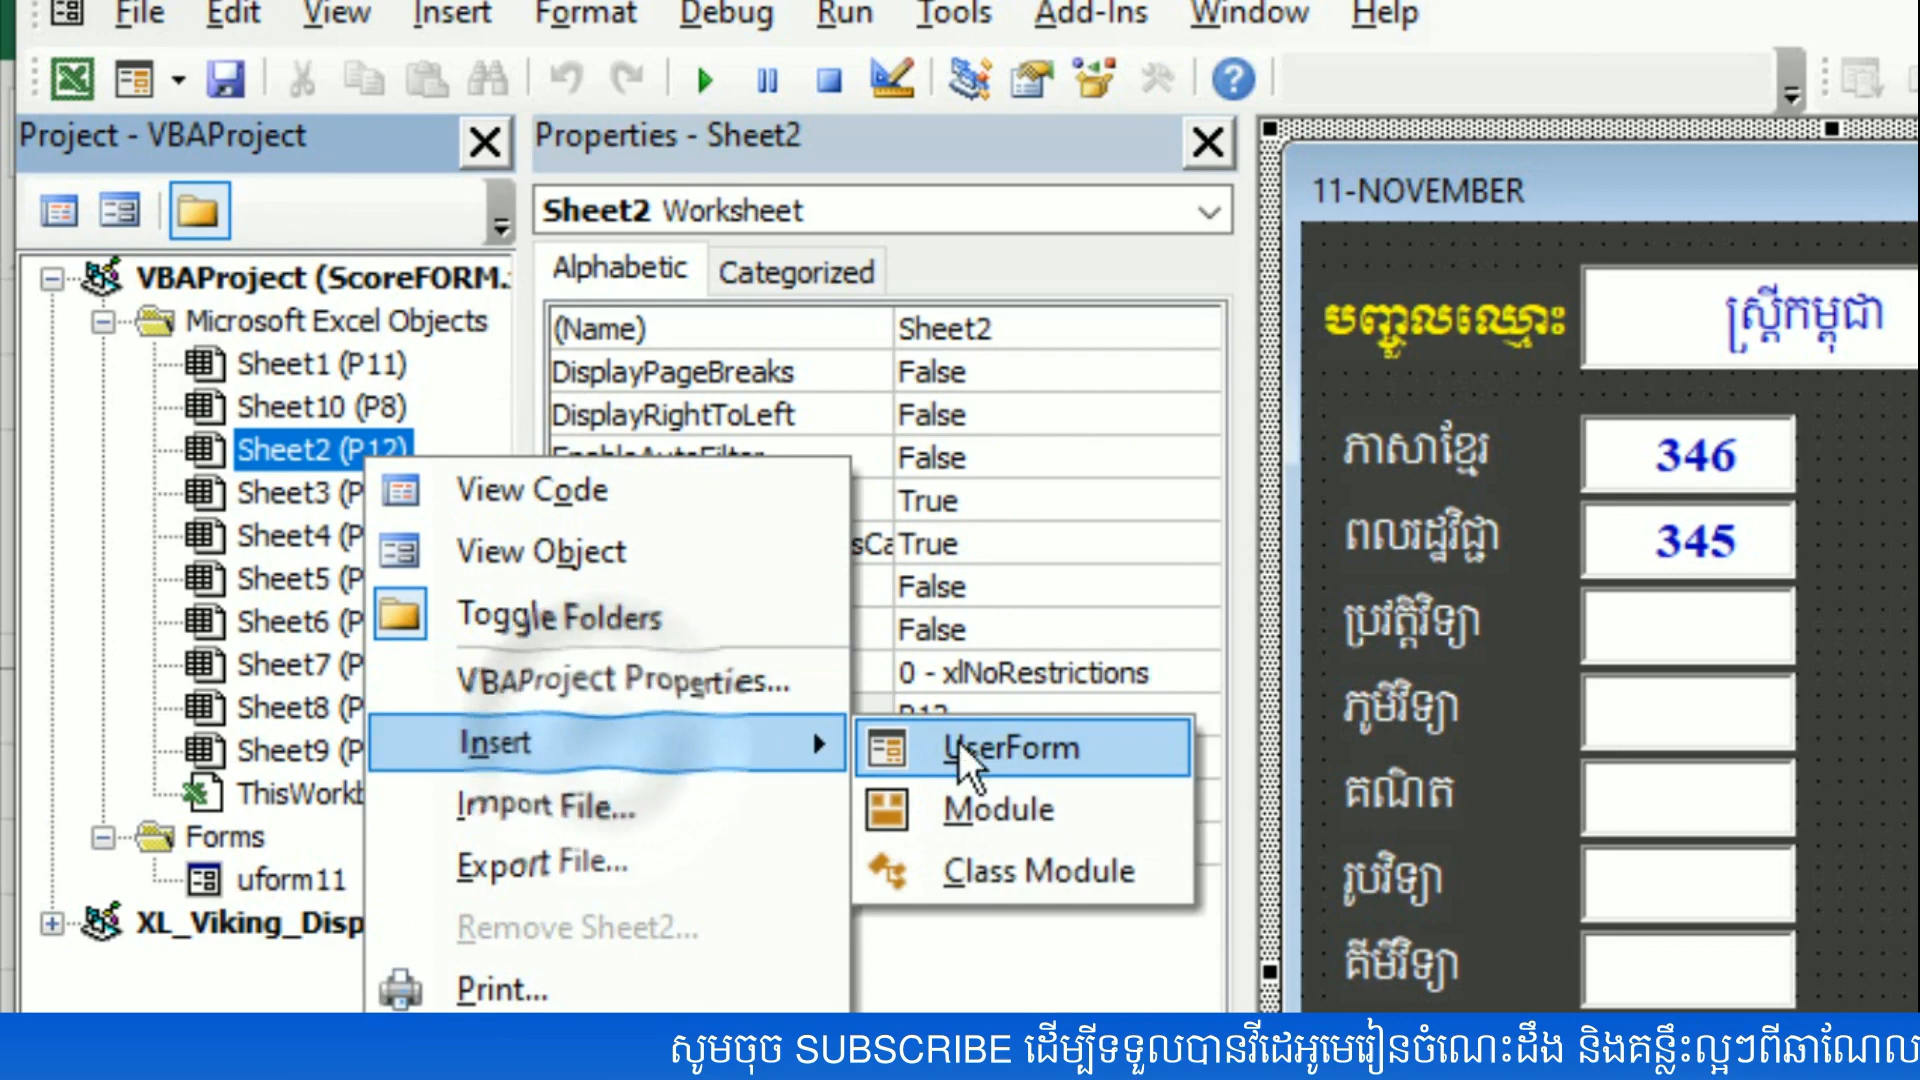 File Edit View Insert Format Debug Run Tools Add-Ins Window Help
Project - VBAProject
VBAProject (ScoreFORM.
Microsoft Excel Objects
Sheet1 (P11)
Sheet10 (P8)
Sheet2 (P12)
Sheet3 (P
Sheet4 (P
Sheet5 (P
Sheet6 (P
Sheet7 (P
Sheet8 (P
Sheet9 (P
ThisWorkb
Forms
uform11
XL_Viking_Disp
View Code
View Object
Toggle Folders
VBAProject Properties...
Insert
Import File...
Export File...
Remove Sheet2...
Print...
UserForm
Module
Class Module
Properties - Sheet2
Sheet2 Worksheet
Alphabetic Categorized
(Name) Sheet2
DisplayPageBreaks False
DisplayRightToLeft False
EnableAutoFilter False
True
sCa True
False
False
0 - xlNoRestrictions
P12
11-NOVEMBER
បញ្ចូលឈ្មោះ ស្រ្តីកម្ពុជា
ភាសាខ្មែរ 346
ពលរដ្ឋវិជ្ជា 345
ប្រវត្តិវិទ្យា
ភូមិវិទ្យា
គណិត
រូបវិទ្យា
គីមីវិទ្យា
សូមចុច SUBSCRIBE ដើម្បីទទួលបានវីដេអូមេរៀនចំណេះដឹង និងគន្លឹះល្អៗពីឆាណែល